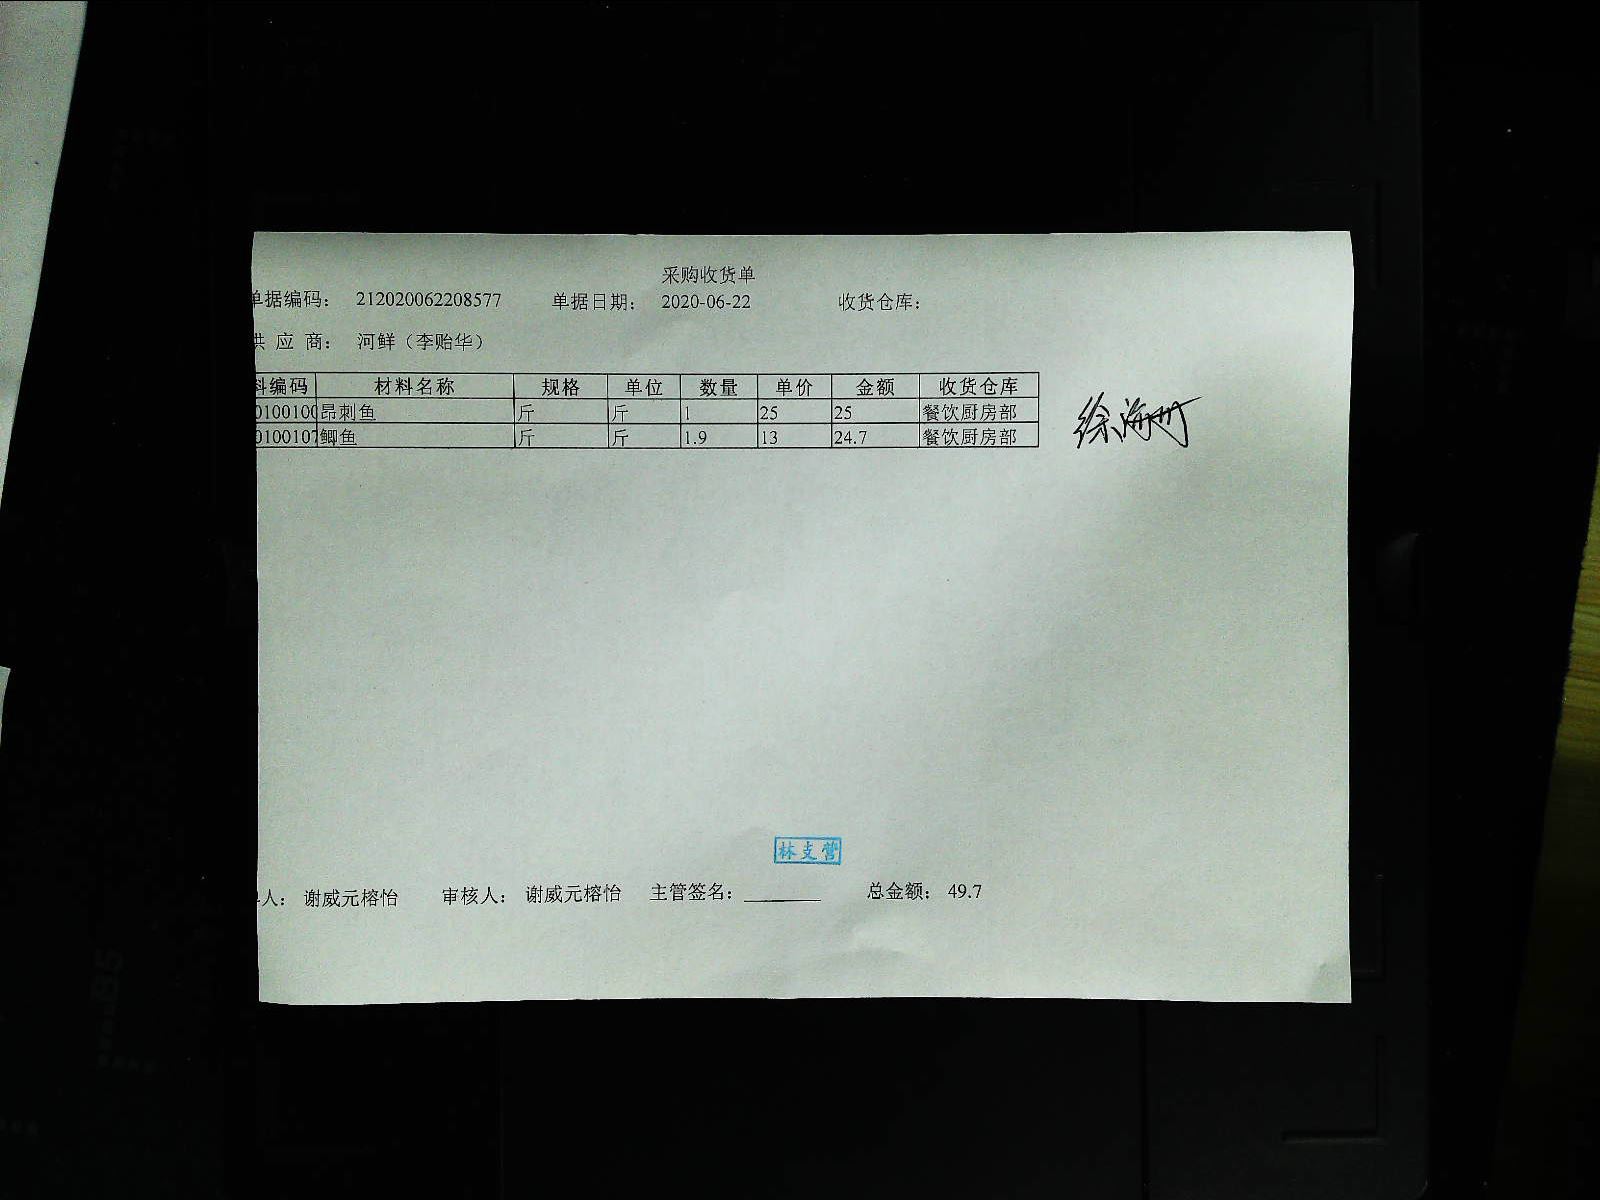 采购收货单
单据编码： 212020062208577 单据日期： 2020-06-22 收货仓库：
供 应 商： 河鲜（李贻华）
料编码 材料名称 规格 单位 数量 单价 金额 收货仓库
0100100 昂刺鱼 斤 斤 1 25 25 餐饮厨房部
0100107 鲫鱼 斤 斤 1.9 13 24.7 餐饮厨房部
林支营
人： 谢威元榕怡 审核人： 谢威元榕怡 主管签名：________ 总金额： 49.7